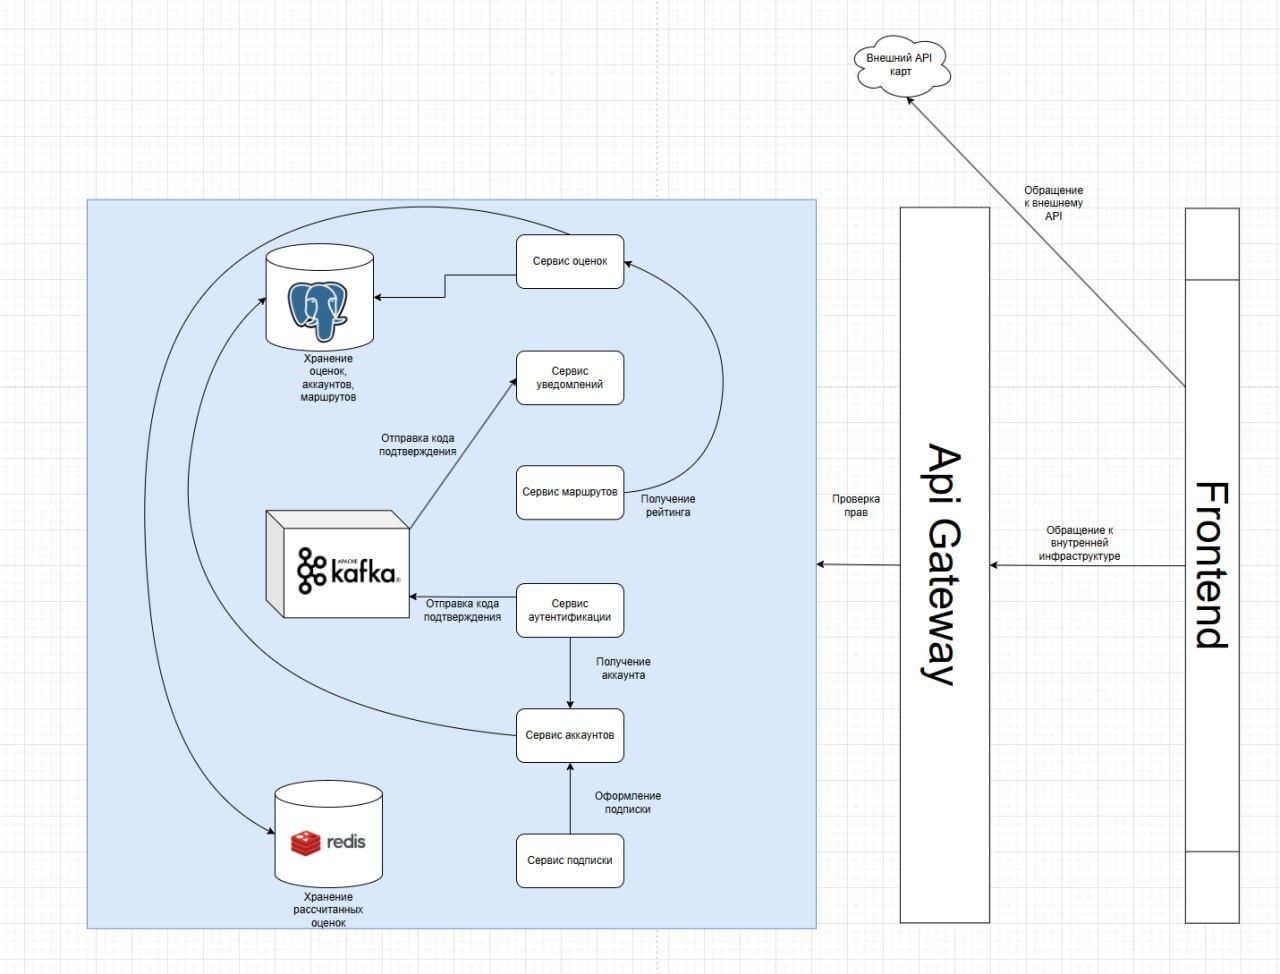 Внешний API
карт
Обращение
к внешнему
API
Сервис оценок
Хранение
оценок,
аккаунтов,
маршрутов
Сервис
уведомлений
Отправка кода
подтверждения
Сервис маршрутов
Получение
рейтинга
Проверка
прав
Api Gateway
Обращение к
внутренней
инфраструктуре
Frontend
APACHE
kafka®
Отправка кода
подтверждения
Сервис
аутентификации
Получение
аккаунта
Сервис аккаунтов
Оформление
подписки
redis
Сервис подписки
Хранение
рассчитанных
оценок